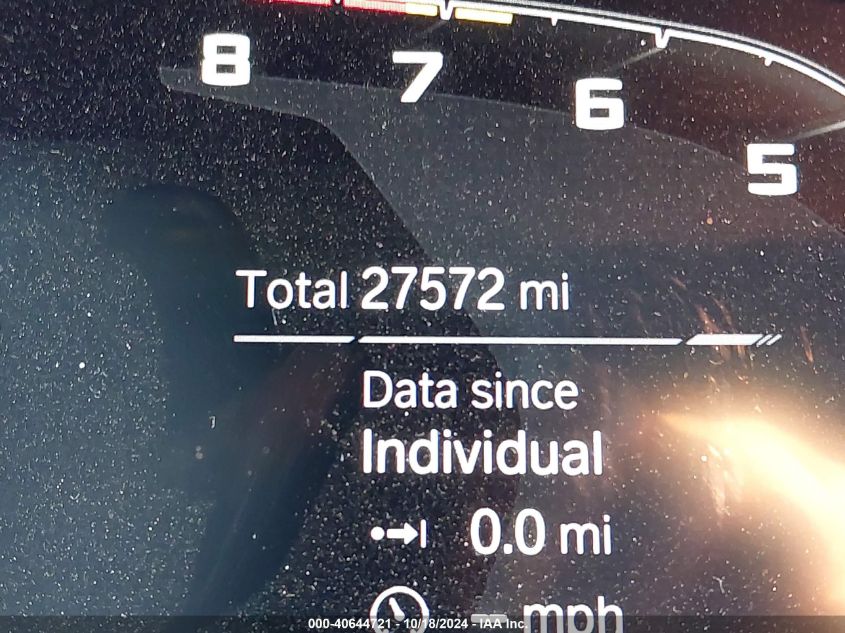 8 7 6 5
Total 27572 mi
Data since
Individual
0.0 mi
mph
000-40644721 - 10/18/2024 - IAA Inc.